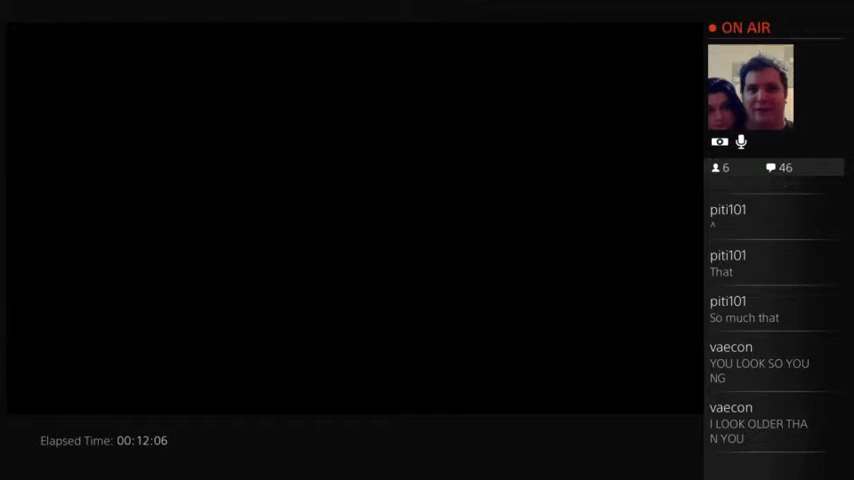 ON AIR
6 46
piti101
^
piti101
That
piti101
So much that
vaecon
YOU LOOK SO YOU
NG
vaecon
I LOOK OLDER THA
N YOU
Elapsed Time: 00:12:06